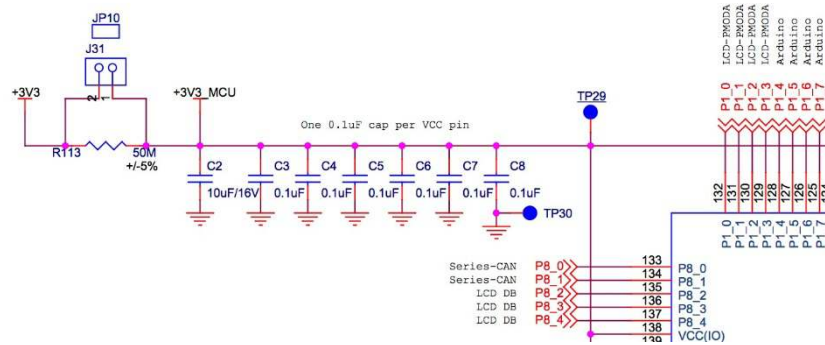 JP10
J31
+3V3
2
1
+3V3_MCU
R113
50M
+/-5%
One 0.1uF cap per VCC pin
C2
10uF/16V
C3
0.1uF
C4
0.1uF
C5
0.1uF
C6
0.1uF
C7
0.1uF
C8
0.1uF
TP29
TP30
LCD-PMODA
LCD-PMODA
LCD-PMODA
LCD-PMODA
Arduino
Arduino
Arduino
Arduino
P1_0
P1_1
P1_2
P1_3
P1_4
P1_5
P1_6
P1_7
132
131
130
129
128
127
126
125
124
P1_0
P1_1
P1_2
P1_3
P1_4
P1_5
P1_6
P1_7
Series-CAN P8_0 133 P8_0
Series-CAN P8_1 134 P8_1
LCD DB P8_2 135 P8_2
LCD DB P8_3 136 P8_3
LCD DB P8_4 137 P8_4
138 VCC(IO)
139